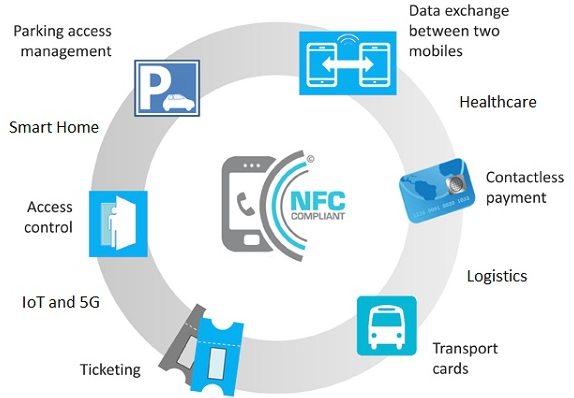 Parking access
management
Data exchange
between two
mobiles
Healthcare
Smart Home
Contactless
payment
P
©
NFC
COMPLIANT
Access
control
Logistics
IoT and 5G
Transport
cards
Ticketing